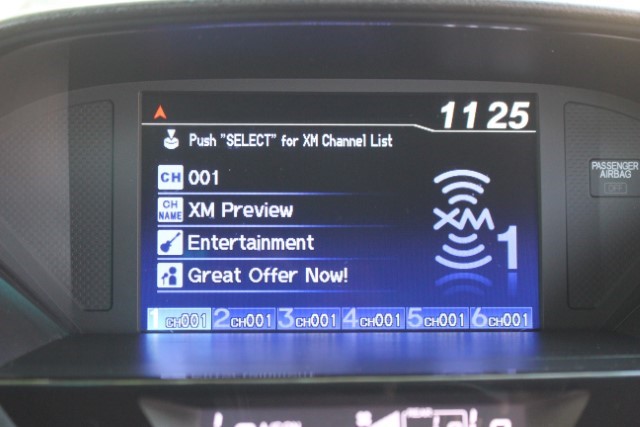 11 25
Push "SELECT" for XM Channel List
CH 001
CH NAME XM Preview
Entertainment
Great Offer Now!
XM 1
PASSENGER
AIRBAG
OFF
1 CH001 2 CH001 3 CH001 4 CH001 5 CH001 6 CH001